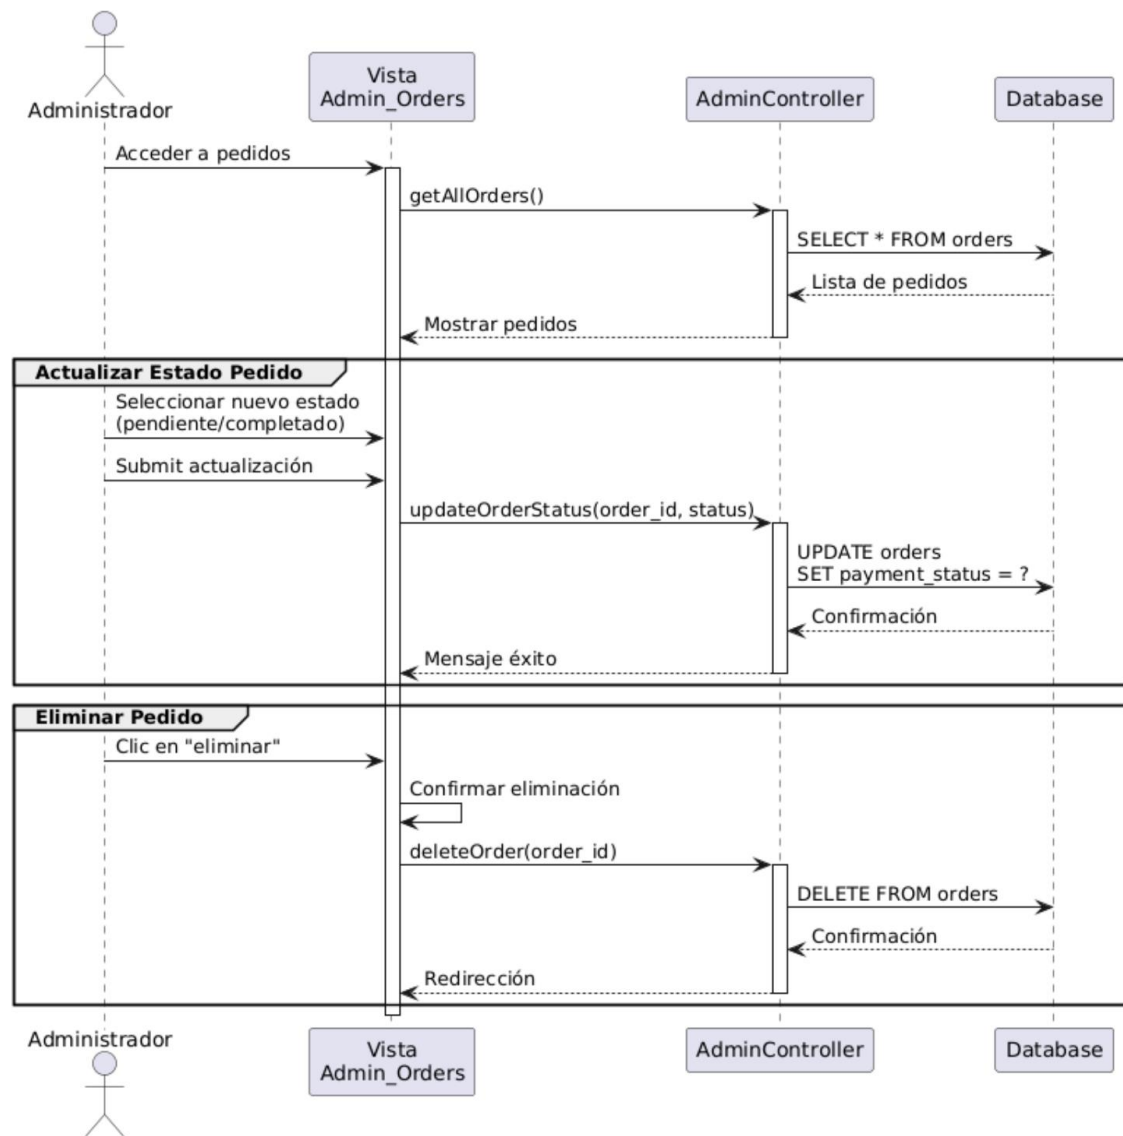 Administrador
Vista
Admin_Orders
AdminController
Database
Acceder a pedidos
getAllOrders()
SELECT * FROM orders
Lista de pedidos
Mostrar pedidos
Actualizar Estado Pedido
Seleccionar nuevo estado
(pendiente/completado)
Submit actualización
updateOrderStatus(order_id, status)
UPDATE orders
SET payment_status = ?
Confirmación
Mensaje éxito
Eliminar Pedido
Clic en "eliminar"
Confirmar eliminación
deleteOrder(order_id)
DELETE FROM orders
Confirmación
Redirección
Administrador
Vista
Admin_Orders
AdminController
Database